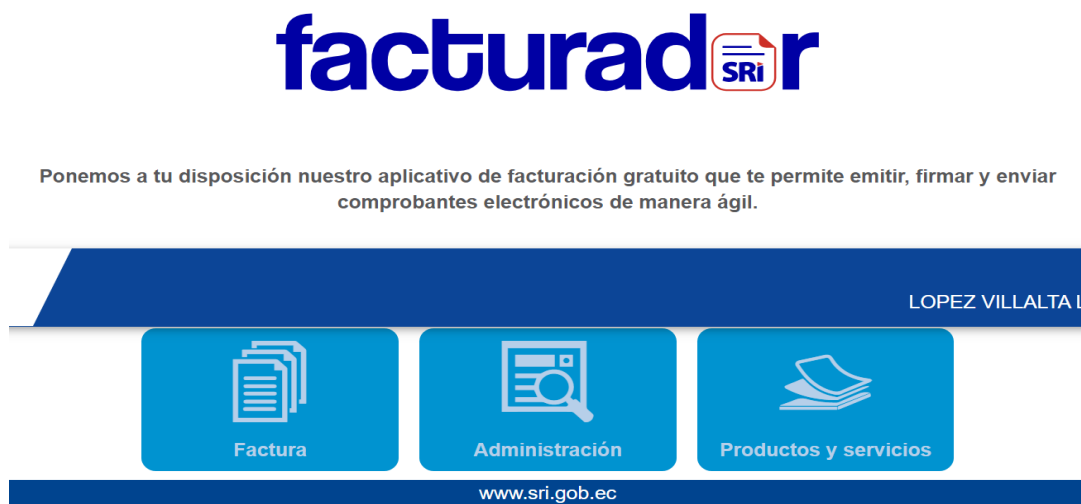 facturador
SRi
Ponemos a tu disposición nuestro aplicativo de facturación gratuito que te permite emitir, firmar y enviar
comprobantes electrónicos de manera ágil.
LOPEZ VILLALTA L
Factura
Administración
Productos y servicios
www.sri.gob.ec